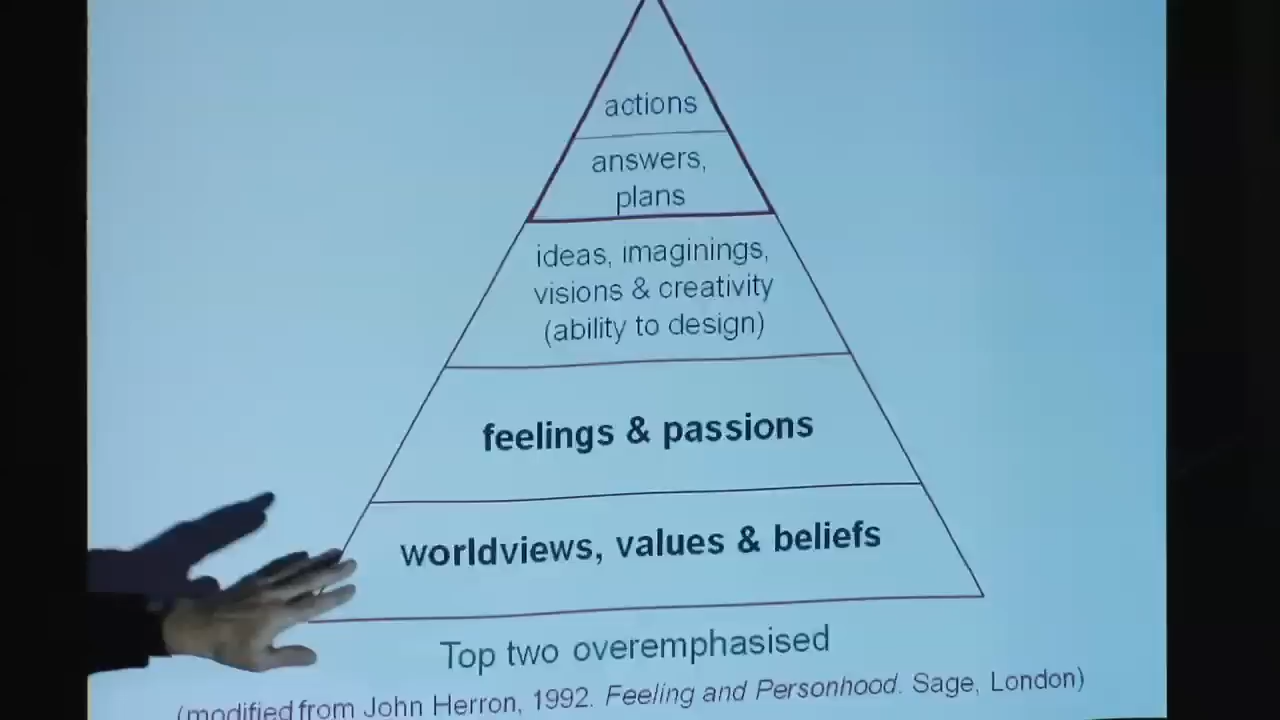 actions
answers,
plans
ideas, imaginings,
visions & creativity
(ability to design)
feelings & passions
worldviews, values & beliefs
Top two overemphasised
(modified from John Herron, 1992. Feeling and Personhood. Sage, London)